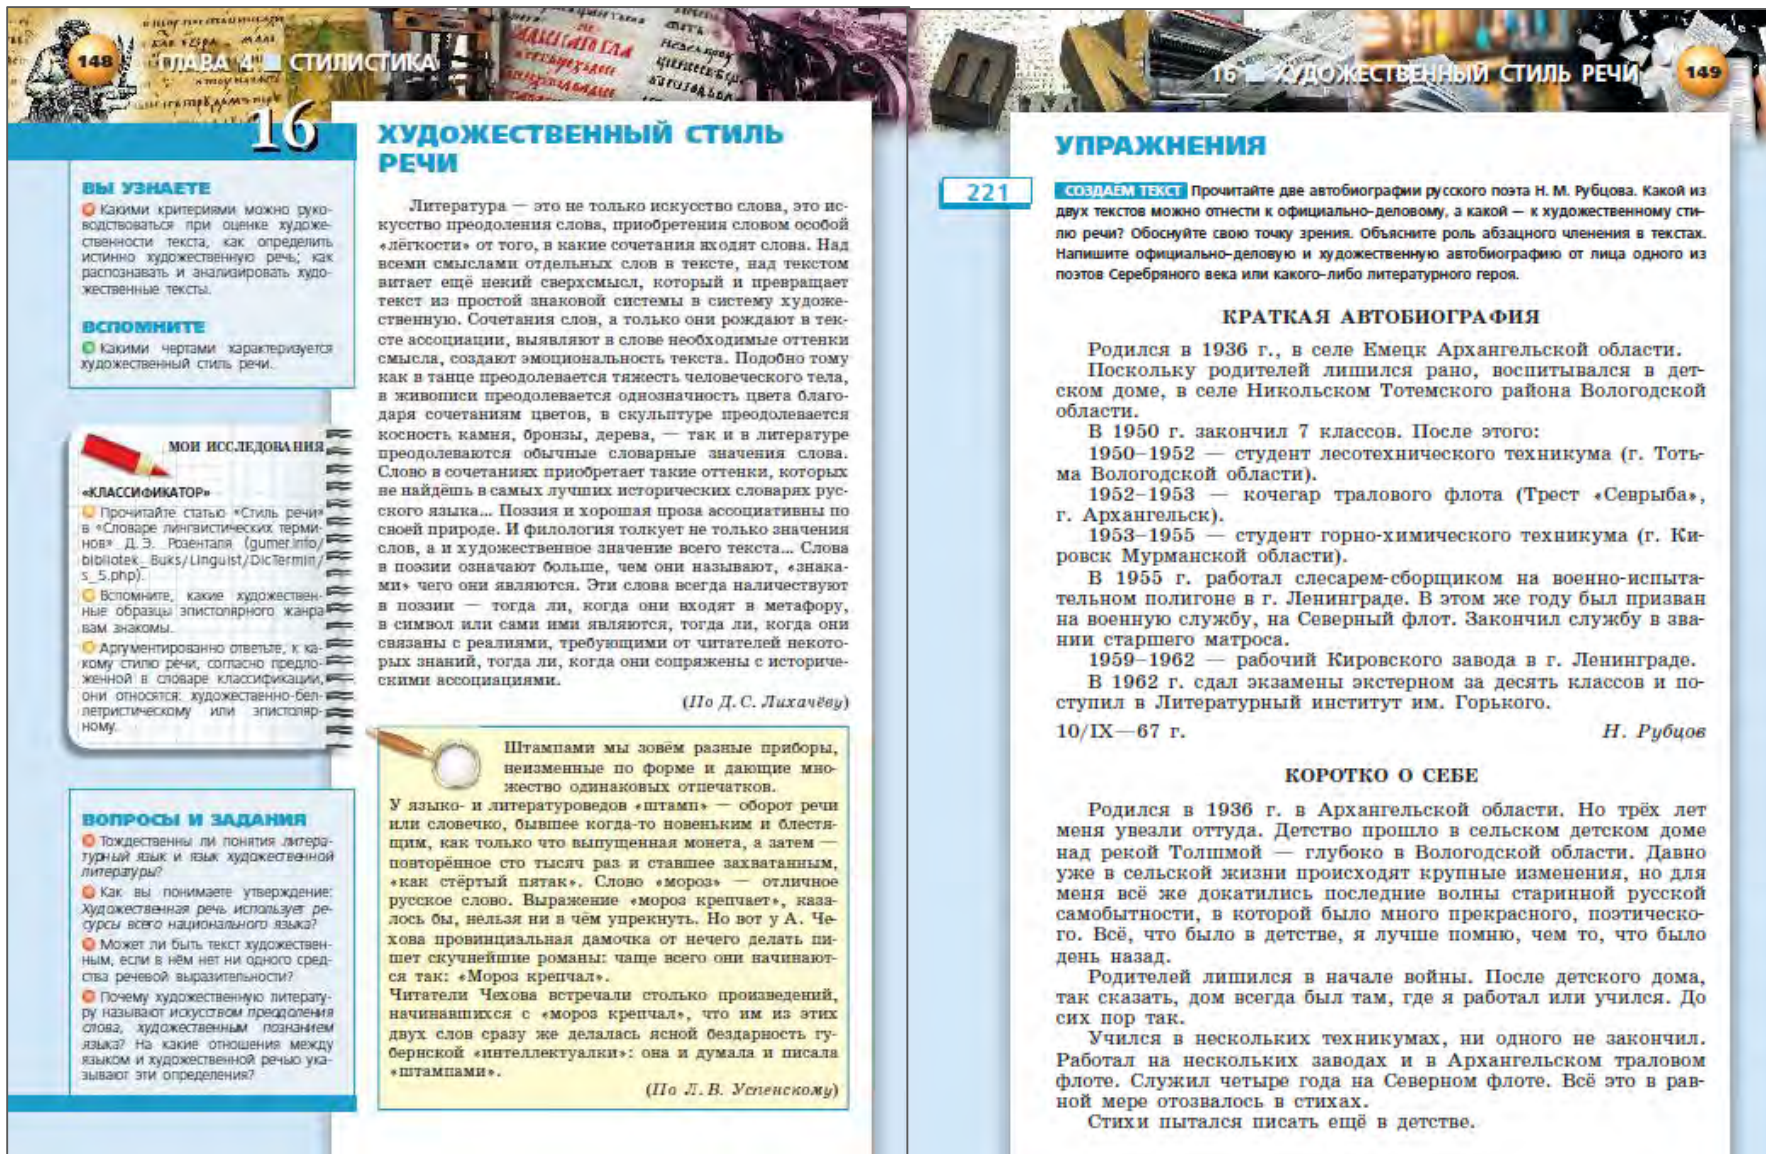 148
ГЛАВА 4 СТИЛИСТИКА
16
ВЫ УЗНАЕТЕ
Какими критериями можно руко-
водствоваться при оценке художе-
ственности текста, как определить
истинно художественную речь; как
распознавать и анализировать худо-
жественные тексты.
ВСПОМНИТЕ
Какими чертами характеризуется
художественный стиль речи.
МОИ ИССЛЕДОВАНИЯ
«КЛАССИФИКАТОР»
Прочитайте статью «Стиль речи»
в «Словаре лингвистических терми-
нов» Д. Э. Розенталя (gumer.info/
bibliotek_Buks/Linguist/DicTermin/
s_5.php).
Вспомните, какие художествен-
ные образцы эпистолярного жанра
вам знакомы.
Аргументированно ответьте, к ка-
кому стилю речи, согласно предло-
женной в словаре классификации,
они относятся: художественно-бел-
летристическому или эпистоляр-
ному.
ВОПРОСЫ И ЗАДАНИЯ
Тождественны ли понятия литера-
турный язык и язык художественной
литературы?
Как вы понимаете утверждение:
Художественная речь использует ре-
сурсы всего национального языка?
Может ли быть текст художествен-
ным, если в нём нет ни одного сред-
ства речевой выразительности?
Почему художественную литерату-
ру называют искусством преодоления
слова, художественным познанием
языка? На какие отношения между
языком и художественной речью ука-
зывают эти определения?
ХУДОЖЕСТВЕННЫЙ СТИЛЬ
РЕЧИ
Литература — это не только искусство слова, это ис-
кусство преодоления слова, приобретения словом особой
«лёгкости» от того, в какие сочетания входят слова. Над
всеми смыслами отдельных слов в тексте, над текстом
витает ещё некий сверхсмысл, который и превращает
текст из простой знаковой системы в систему художе-
ственную. Сочетания слов, а только они рождают в тек-
сте ассоциации, выявляют в слове необходимые оттенки
смысла, создают эмоциональность текста. Подобно тому
как в танце преодолевается тяжесть человеческого тела,
в живописи преодолевается однозначность цвета благо-
даря сочетаниям цветов, в скульптуре преодолевается
косность камня, бронзы, дерева, — так и в литературе
преодолеваются обычные словарные значения слова.
Слово в сочетаниях приобретает такие оттенки, которых
не найдёшь в самых лучших исторических словарях рус-
ского языка... Поэзия и хорошая проза ассоциативны по
своей природе. И филология толкует не только значения
слов, а и художественное значение всего текста... Слова
в поэзии означают больше, чем они называют, «знака-
ми» чего они являются. Эти слова всегда наличествуют
в поэзии — тогда ли, когда они входят в метафору,
в символ или сами ими являются, тогда ли, когда они
связаны с реалиями, требующими от читателей некото-
рых знаний, тогда ли, когда они сопряжены с историче-
скими ассоциациями.
(По Д. С. Лихачёву)
Штампами мы зовём разные приборы,
неизменные по форме и дающие мно-
жество одинаковых отпечатков.
У языко- и литературоведов «штамп» — оборот речи
или словечко, бывшее когда-то новеньким и блестя-
щим, как только что выпущенная монета, а затем —
повторённое сто тысяч раз и ставшее захватанным,
«как стёртый пятак». Слово «мороз» — отличное
русское слово. Выражение «мороз крепчает», каза-
лось бы, нельзя ни в чём упрекнуть. Но вот у А. Че-
хова провинциальная дамочка от нечего делать пи-
шет скучнейшие романы: чаще всего они начинают-
ся так: «Мороз крепчал».
Читатели Чехова встречали столько произведений,
начинавшихся с «мороз крепчал», что им из этих
двух слов сразу же делалась ясной бездарность гу-
бернской «интеллектуалки»: она и думала и писала
«штампами».
(По Л. В. Успенскому)
16 ХУДОЖЕСТВЕННЫЙ СТИЛЬ РЕЧИ
149
УПРАЖНЕНИЯ
221
СОЗДАЁМ ТЕКСТ Прочитайте две автобиографии русского поэта Н. М. Рубцова. Какой из
двух текстов можно отнести к официально-деловому, а какой — к художественному сти-
лю речи? Обоснуйте свою точку зрения. Объясните роль абзацного членения в текстах.
Напишите официально-деловую и художественную автобиографию от лица одного из
поэтов Серебряного века или какого-либо литературного героя.
КРАТКАЯ АВТОБИОГРАФИЯ
Родился в 1936 г., в селе Емецк Архангельской области.
Поскольку родителей лишился рано, воспитывался в дет-
ском доме, в селе Никольском Тотемского района Вологодской
области.
В 1950 г. закончил 7 классов. После этого:
1950–1952 — студент лесотехнического техникума (г. Тоть-
ма Вологодской области).
1952–1953 — кочегар тралового флота (Трест «Севрыба»,
г. Архангельск).
1953–1955 — студент горно-химического техникума (г. Ки-
ровск Мурманской области).
В 1955 г. работал слесарем-сборщиком на военно-испыта-
тельном полигоне в г. Ленинграде. В этом же году был призван
на военную службу, на Северный флот. Закончил службу в зва-
нии старшего матроса.
1959–1962 — рабочий Кировского завода в г. Ленинграде.
В 1962 г. сдал экзамены экстерном за десять классов и по-
ступил в Литературный институт им. Горького.
10/IX—67 г. Н. Рубцов
КОРОТКО О СЕБЕ
Родился в 1936 г. в Архангельской области. Но трёх лет
меня увезли оттуда. Детство прошло в сельском детском доме
над рекой Толшмой — глубоко в Вологодской области. Давно
уже в сельской жизни происходят крупные изменения, но для
меня всё же докатились последние волны старинной русской
самобытности, в которой было много прекрасного, поэтическо-
го. Всё, что было в детстве, я лучше помню, чем то, что было
день назад.
Родителей лишился в начале войны. После детского дома,
так сказать, дом всегда был там, где я работал или учился. До
сих пор так.
Учился в нескольких техникумах, ни одного не закончил.
Работал на нескольких заводах и в Архангельском траловом
флоте. Служил четыре года на Северном флоте. Всё это в рав-
ной мере отозвалось в стихах.
Стихи пытался писать ещё в детстве.